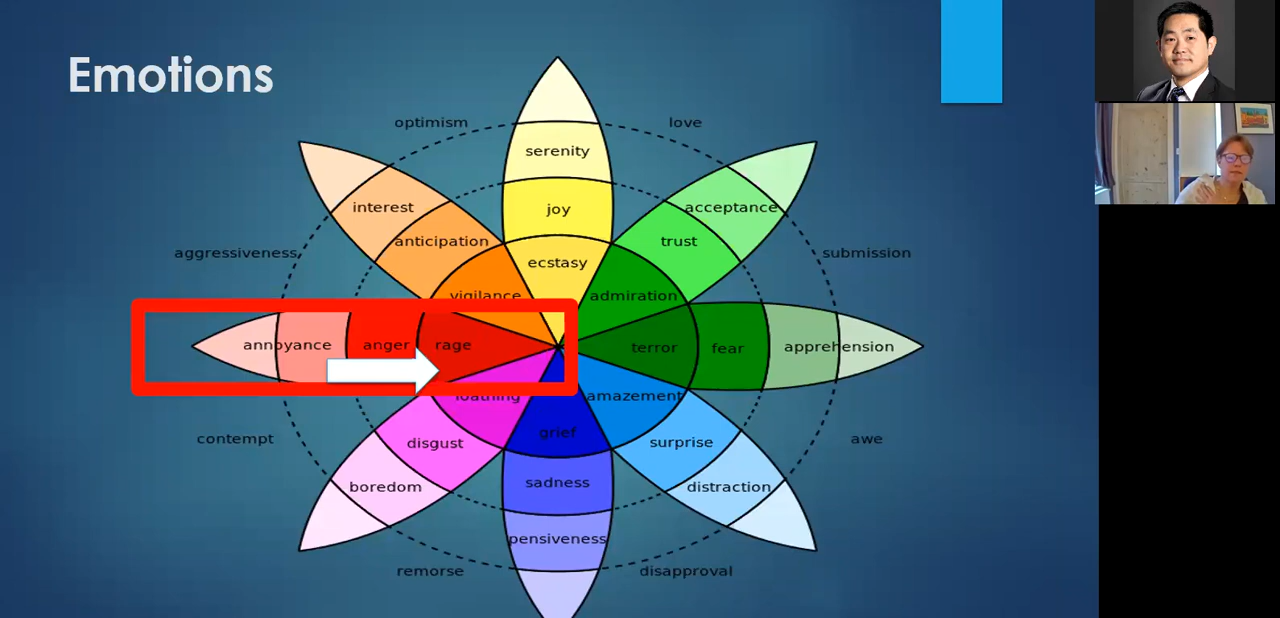 Emotions
optimism
love
serenity
interest
acceptance
joy
anticipation
trust
aggressiveness
submission
ecstasy
vigilance
admiration
annoyance
anger
rage
terror
fear
apprehension
loathing
amazement
grief
contempt
awe
disgust
surprise
sadness
boredom
distraction
pensiveness
remorse
disapproval